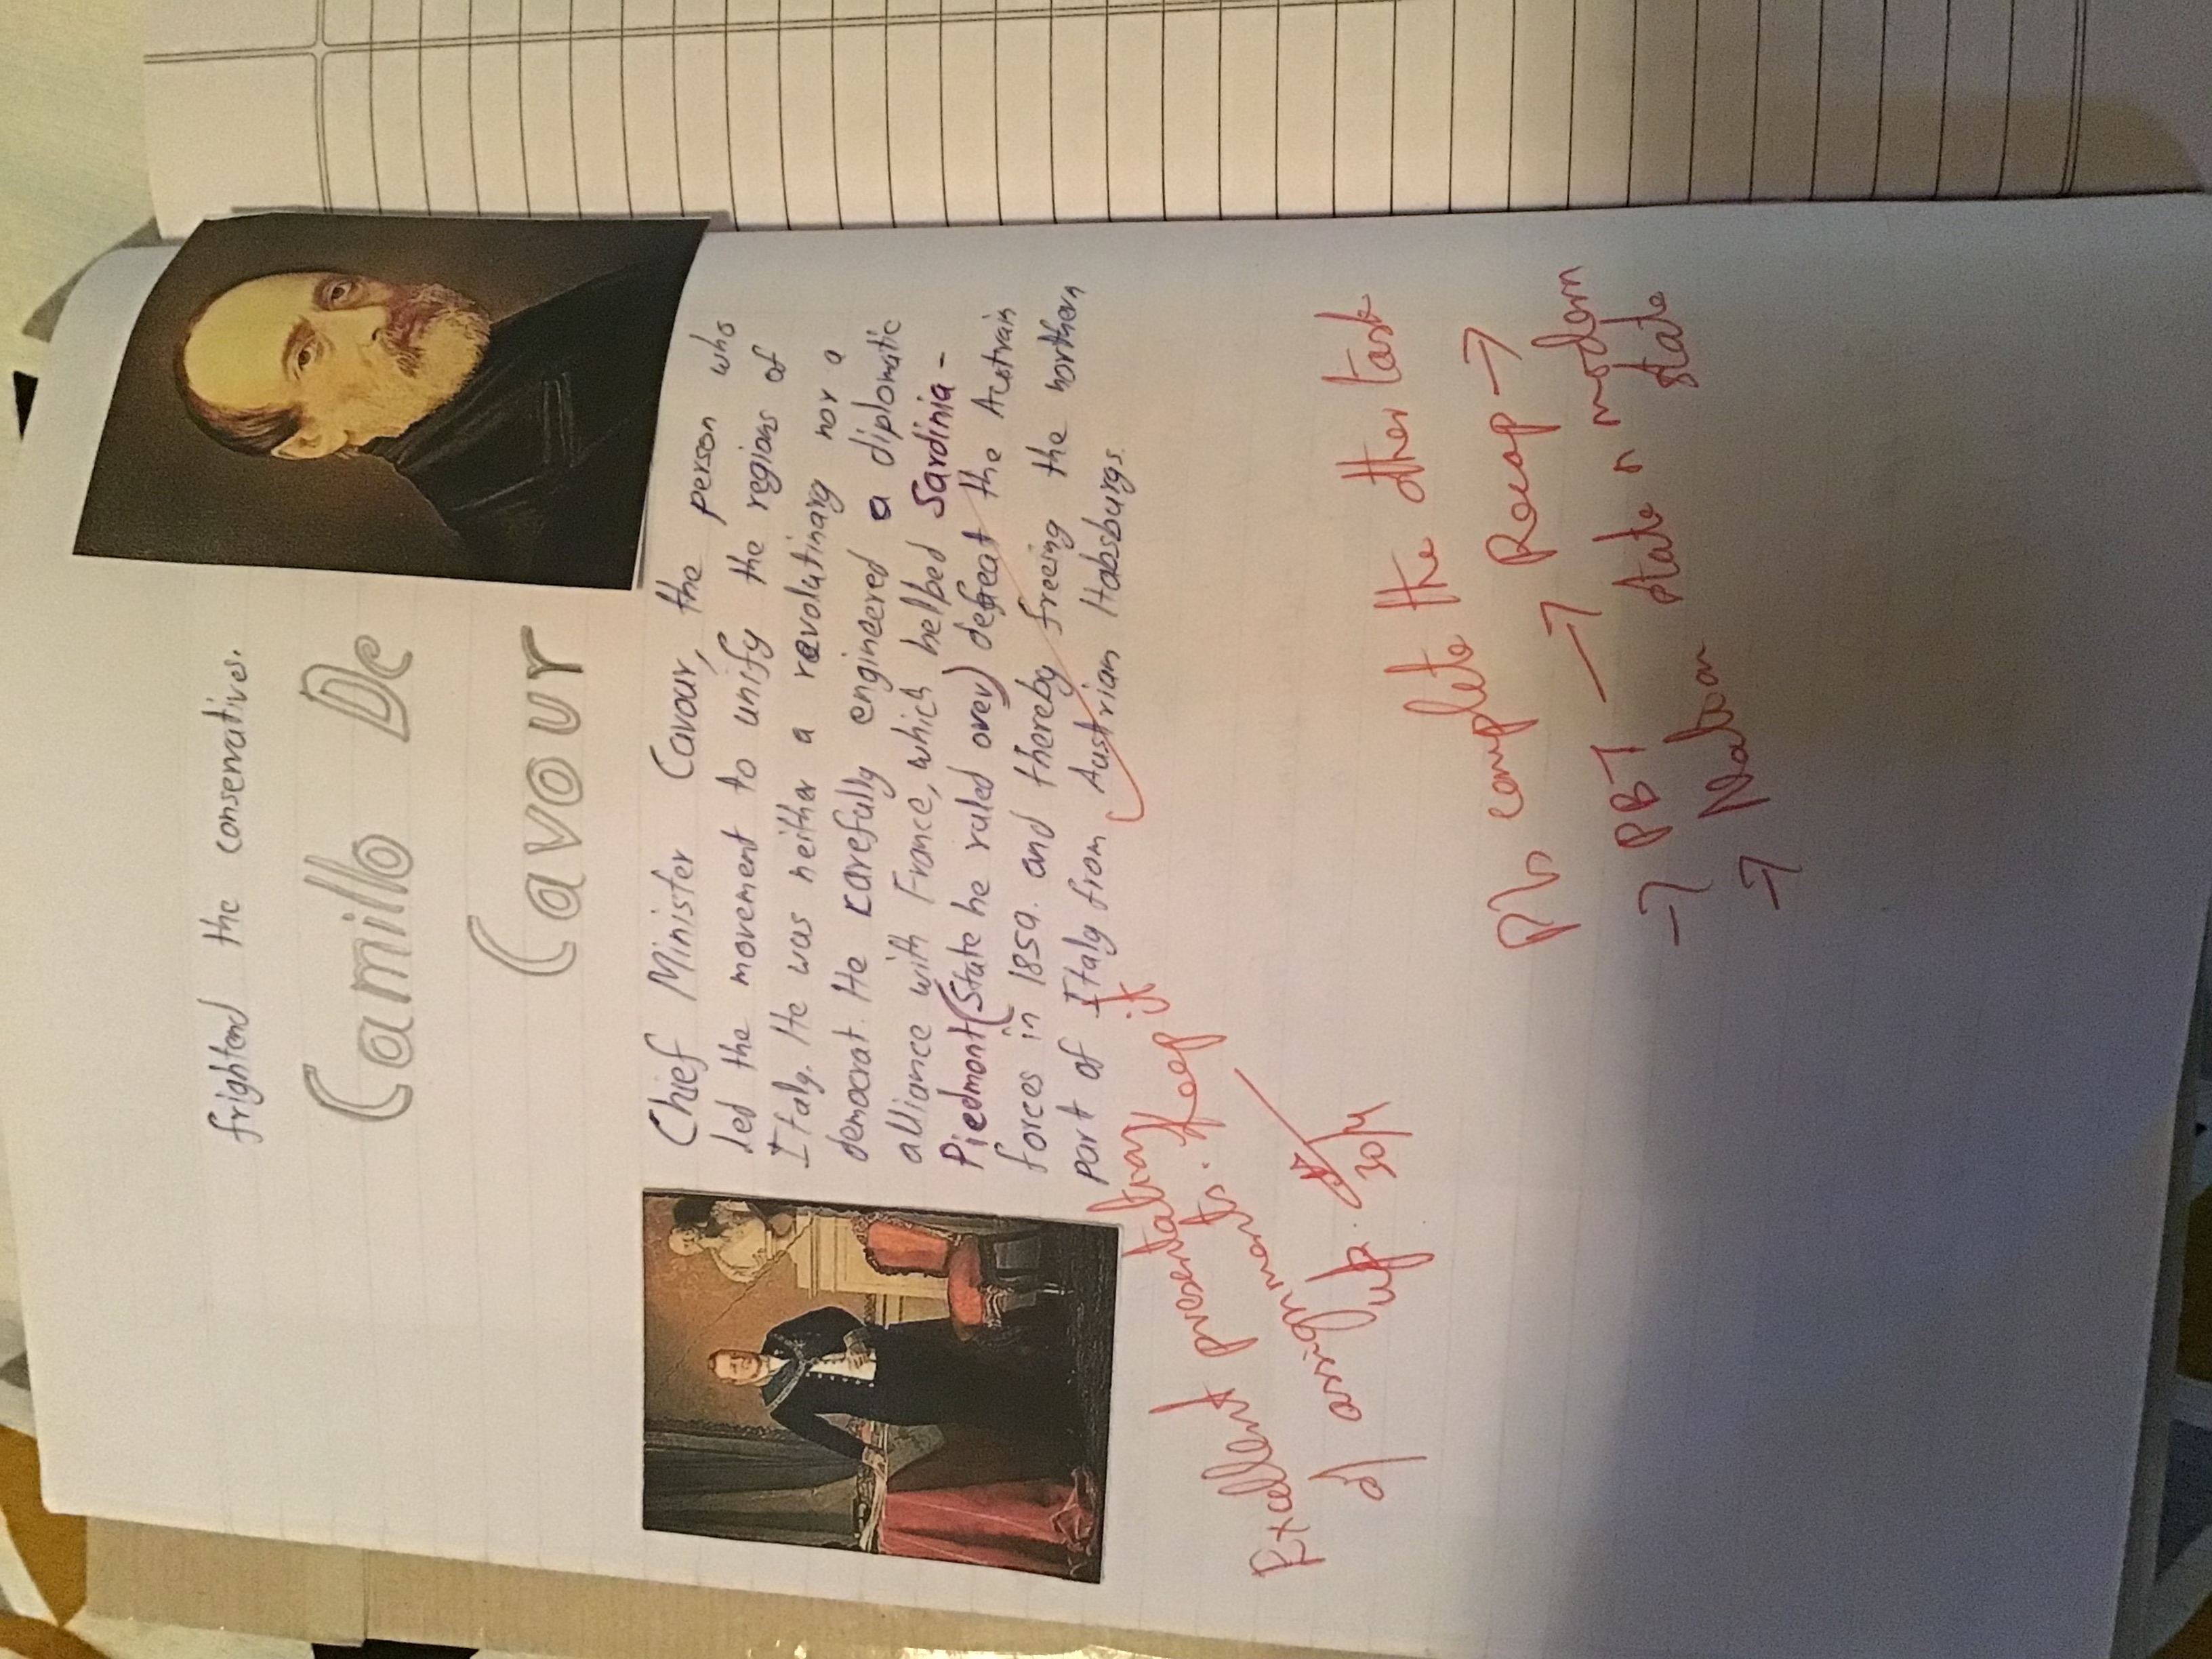 frightend the conservatives.
Camillo De
Cavour
Chief Minister Cavour, the person who
led the movement to unify the regions of
Italy. He was neither a revolutinary nor a
democrat. He carefully engineered a diplomatic
alliance with France, which helbed Sardinia-
Piedmont (State he ruled over) defeat the Austrain
forces in 1859. and thereby freeing the northern
part of Italy from Austrian Habsburgs.
Excellent presentation
of assignments. Keep it
up.
30/4
Pls complete the other task
→ PBT → Recap →
→ Nation state n modern
state